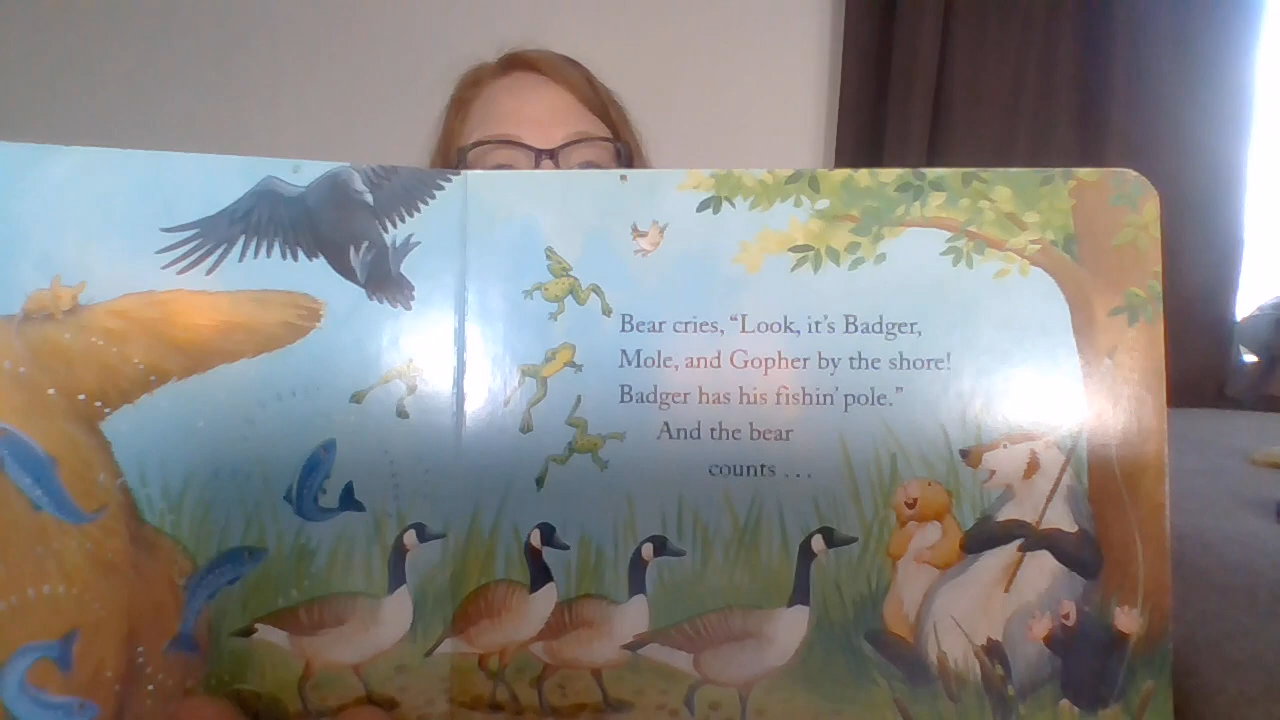 Bear cries, “Look, it’s Badger,
Mole, and Gopher by the shore!
Badger has his fishin’ pole.”
And the bear
counts . . .